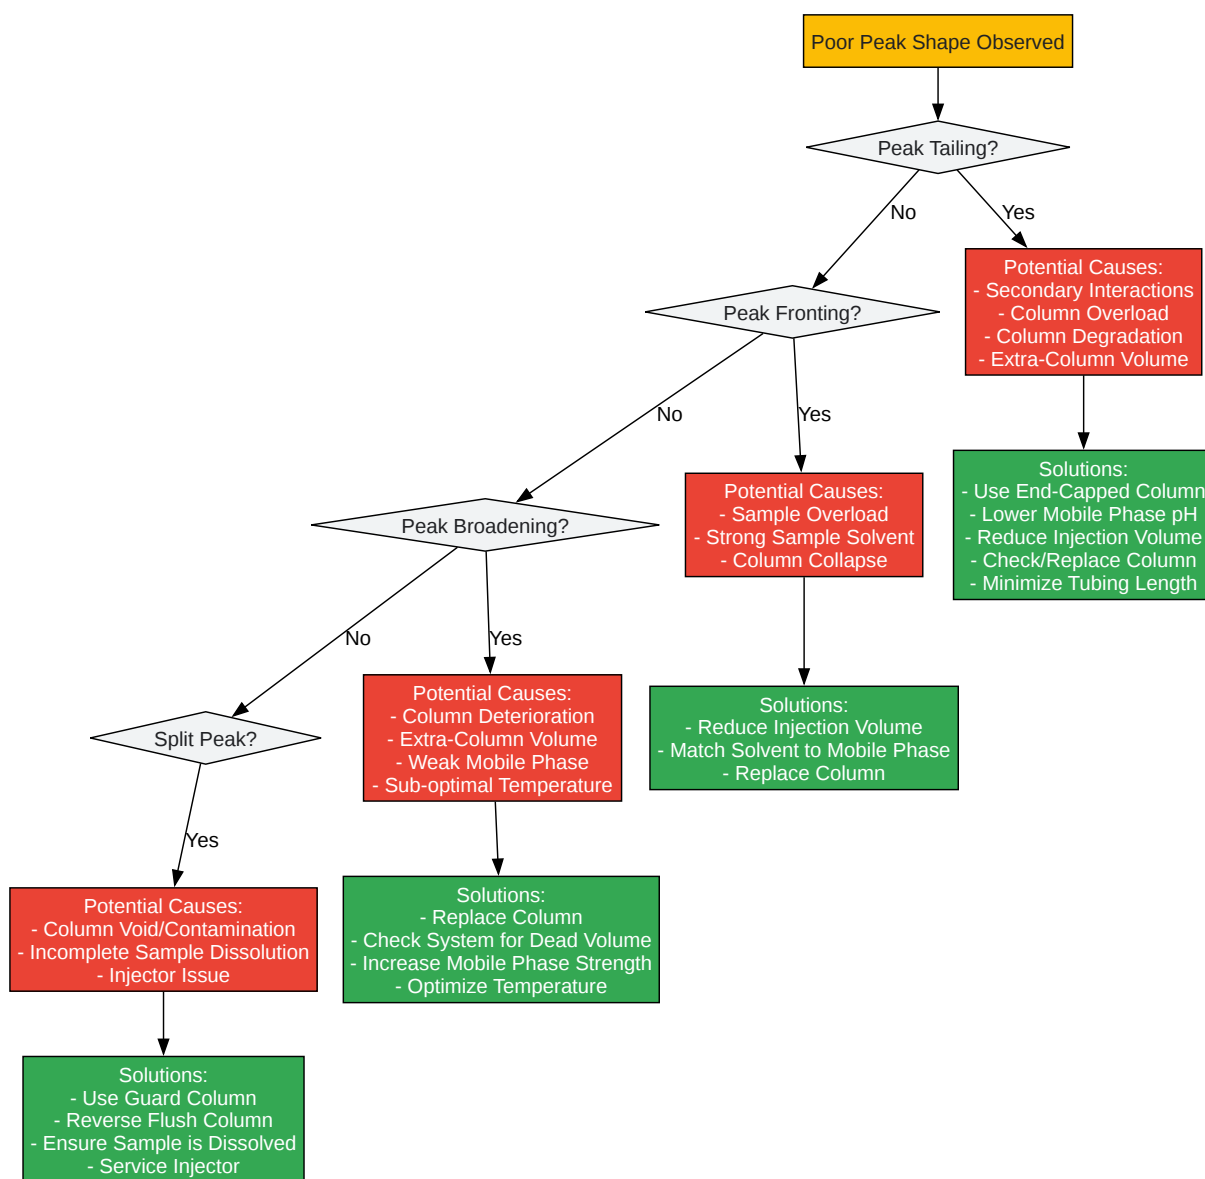 Poor Peak Shape Observed
Peak Tailing?
No
Yes
Potential Causes:
- Secondary Interactions
- Column Overload
- Column Degradation
- Extra-Column Volume
Peak Fronting?
No
Yes
Solutions:
- Use End-Capped Column
- Lower Mobile Phase pH
- Reduce Injection Volume
- Check/Replace Column
- Minimize Tubing Length
Potential Causes:
- Sample Overload
- Strong Sample Solvent
- Column Collapse
Peak Broadening?
No
Yes
Solutions:
- Reduce Injection Volume
- Match Solvent to Mobile Phase
- Replace Column
Potential Causes:
- Column Deterioration
- Extra-Column Volume
- Weak Mobile Phase
- Sub-optimal Temperature
Split Peak?
Yes
Solutions:
- Replace Column
- Check System for Dead Volume
- Increase Mobile Phase Strength
- Optimize Temperature
Potential Causes:
- Column Void/Contamination
- Incomplete Sample Dissolution
- Injector Issue
Solutions:
- Use Guard Column
- Reverse Flush Column
- Ensure Sample is Dissolved
- Service Injector